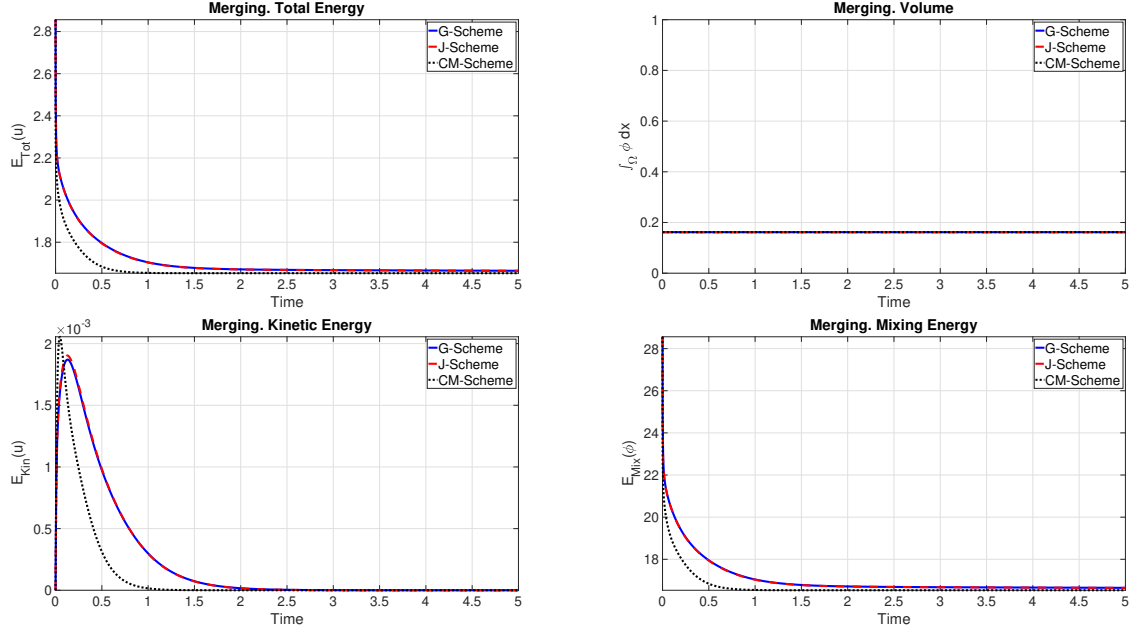 Merging. Total Energy
2.8
2.6
2.4
2.2
2
1.8
E_Tot(u)
G-Scheme
J-Scheme
CM-Scheme
0 0.5 1 1.5 2 2.5 3 3.5 4 4.5 5
Time
Merging. Volume
1
0.8
0.6
0.4
0.2
0
∫_Ω ϕ dx
G-Scheme
J-Scheme
CM-Scheme
0 0.5 1 1.5 2 2.5 3 3.5 4 4.5 5
Time
Merging. Kinetic Energy
×10^-3
2
1.5
1
0.5
0
E_Kin(u)
G-Scheme
J-Scheme
CM-Scheme
0 0.5 1 1.5 2 2.5 3 3.5 4 4.5 5
Time
Merging. Mixing Energy
28
26
24
22
20
18
E_Mix(ϕ)
G-Scheme
J-Scheme
CM-Scheme
0 0.5 1 1.5 2 2.5 3 3.5 4 4.5 5
Time